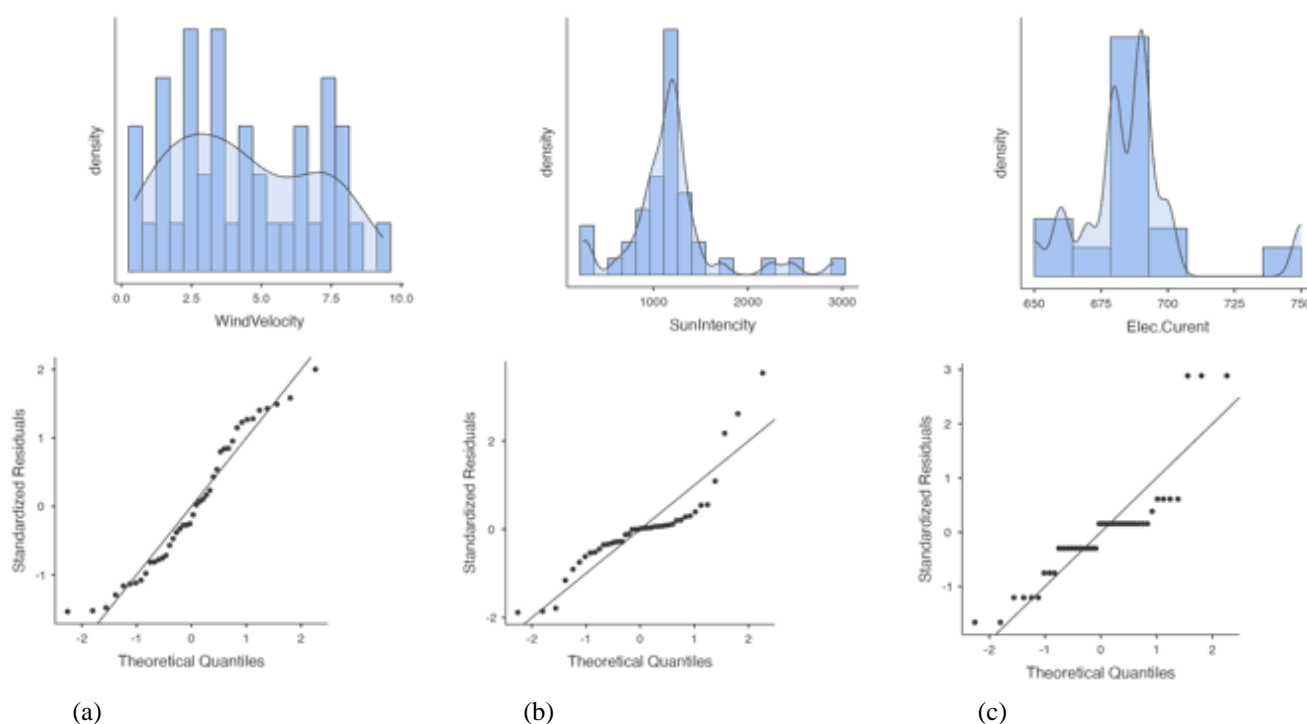 density
0.0 2.5 5.0 7.5 10.0
WindVelocity
density
1000 2000 3000
SunIntencity
density
650 675 700 725 750
Elec.Curent
Standardized Residuals
2
1
0
-1
-2 -1 0 1 2
Theoretical Quantiles
Standardized Residuals
2
0
-2
-2 -1 0 1 2
Theoretical Quantiles
Standardized Residuals
3
2
1
0
-1
-2 -1 0 1 2
Theoretical Quantiles
(a) (b) (c)